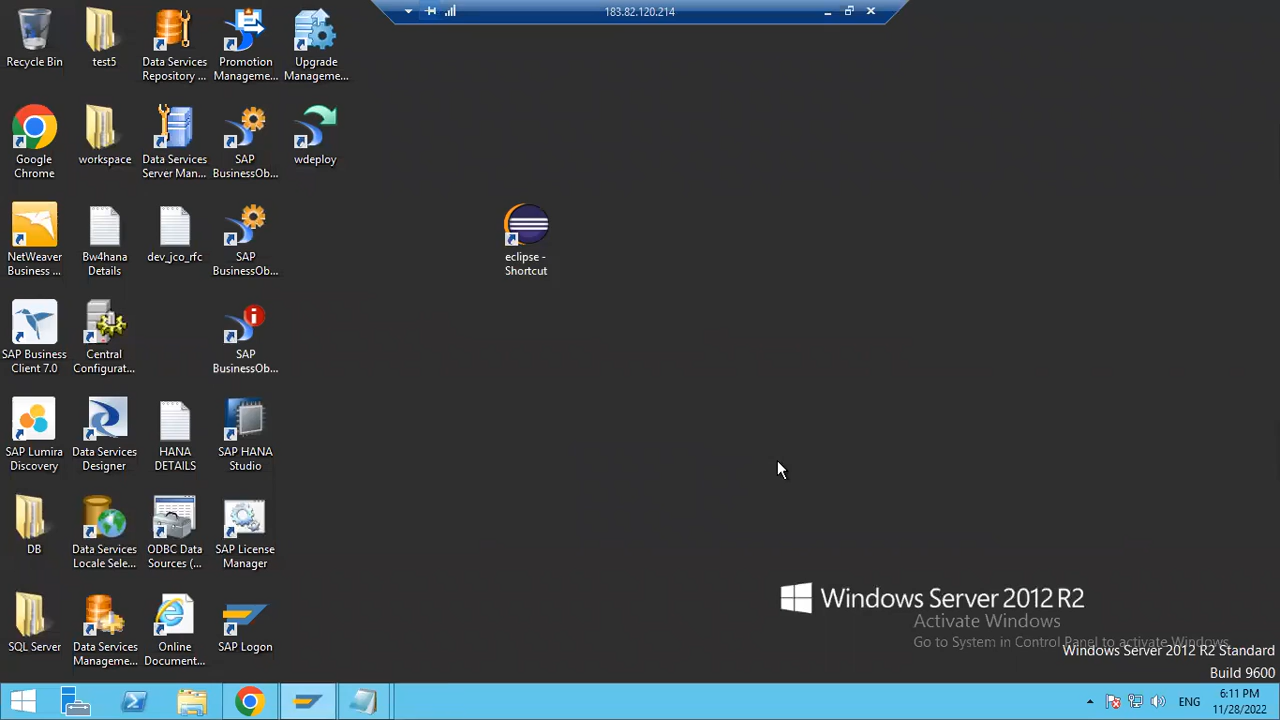 183.82.120.214
Recycle Bin
test5
Data Services
Repository ...
Promotion
Manageme...
Upgrade
Manageme...
Google
Chrome
workspace
Data Services
Server Man...
SAP
BusinessOb...
wdeploy
NetWeaver
Business ...
Bw4hana
Details
dev_jco_rfc
SAP
BusinessOb...
eclipse -
Shortcut
SAP Business
Client 7.0
Central
Configurat...
SAP
BusinessOb...
SAP Lumira
Discovery
Data Services
Designer
HANA
DETAILS
SAP HANA
Studio
DB
Data Services
Locale Sele...
ODBC Data
Sources (...
SAP License
Manager
SQL Server
Data Services
Manageme...
Online
Document...
SAP Logon
Windows Server 2012 R2
Activate Windows
Go to System in Control Panel to activate Windows.
Windows Server 2012 R2 Standard
Build 9600
ENG
6:11 PM
11/28/2022